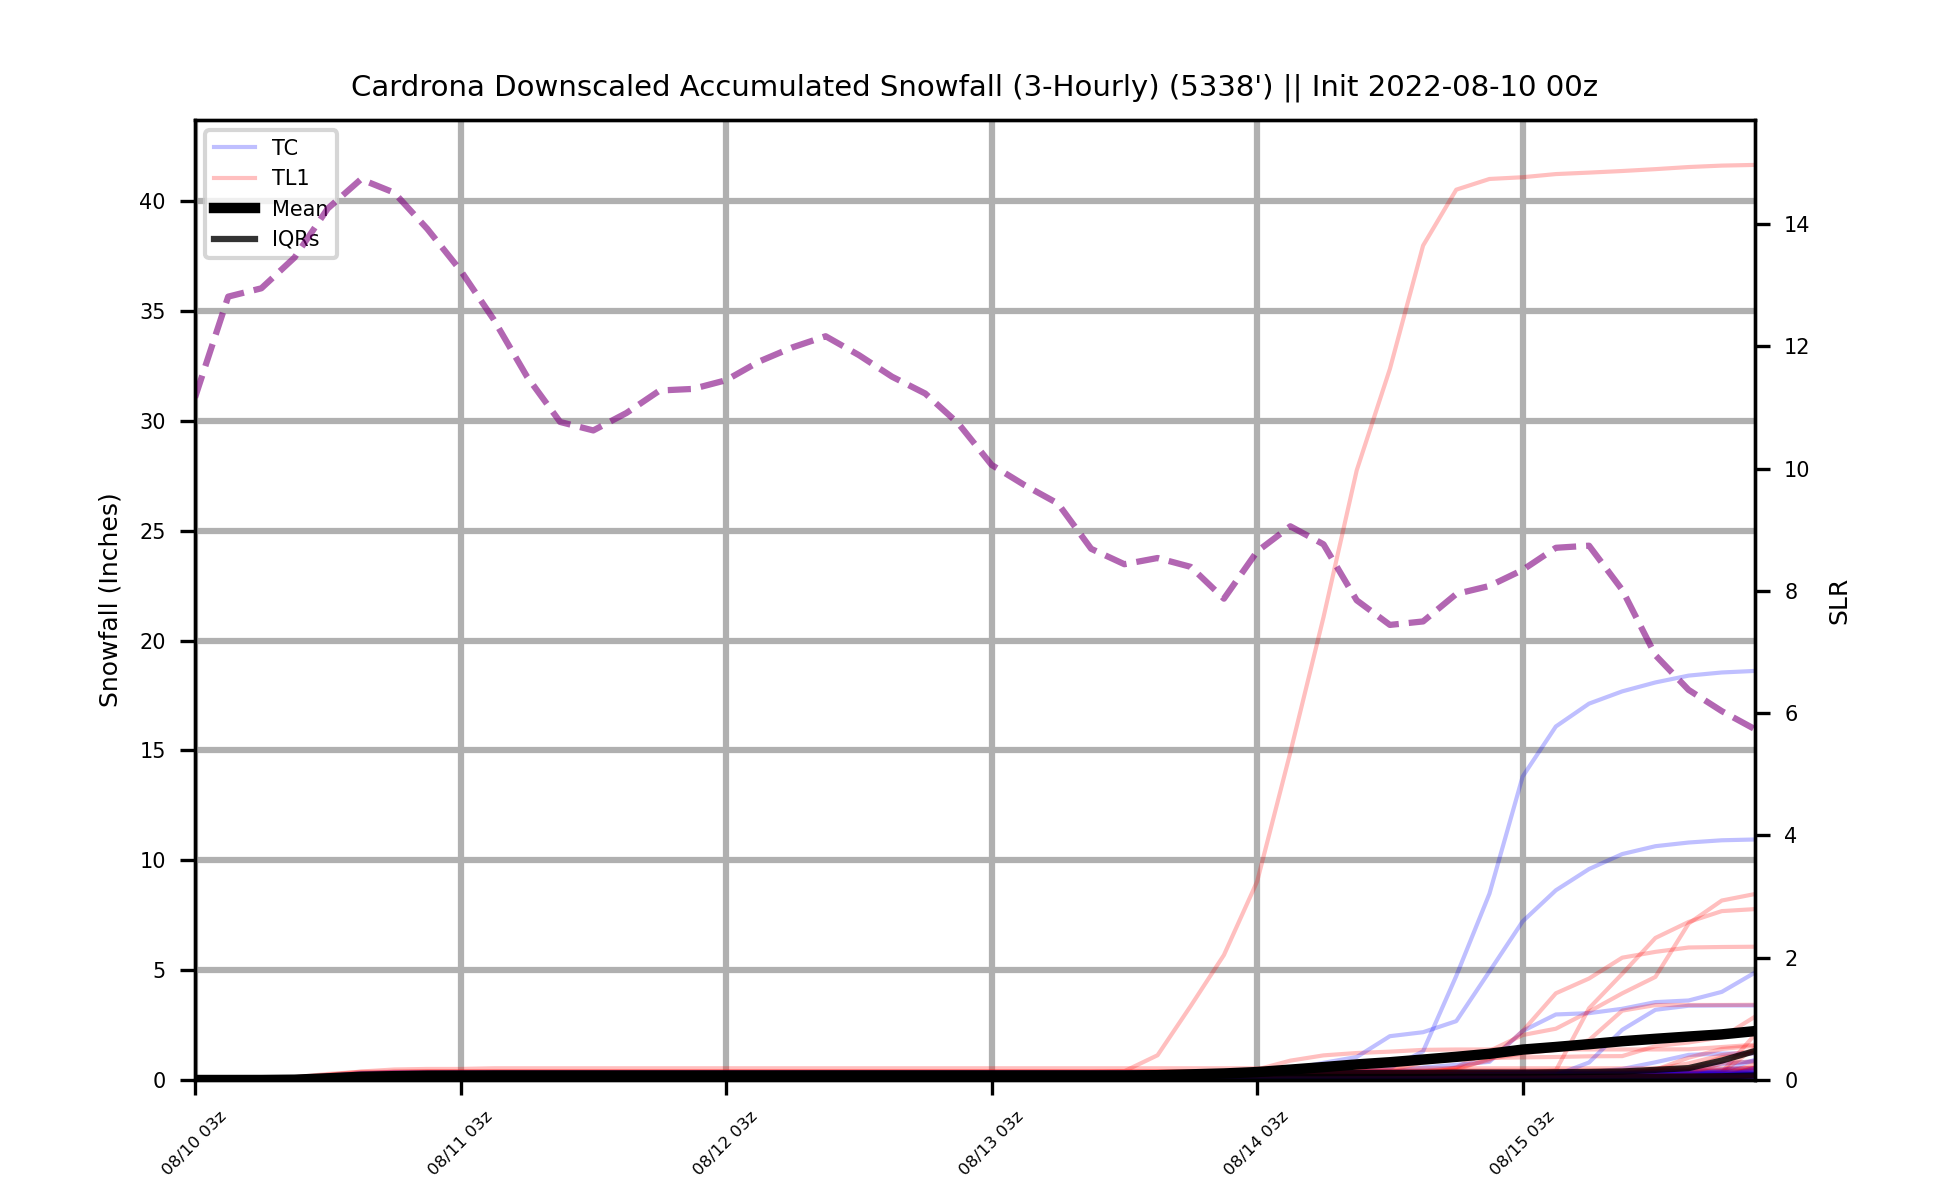 Cardrona Downscaled Accumulated Snowfall (3-Hourly) (5338') || Init 2022-08-10 00z
TC
TL1
Mean
IQRs
40
35
30
25
20
15
10
5
0
Snowfall (Inches)
14
12
10
8
6
4
2
0
SLR
08/10 03z
08/11 03z
08/12 03z
08/13 03z
08/14 03z
08/15 03z